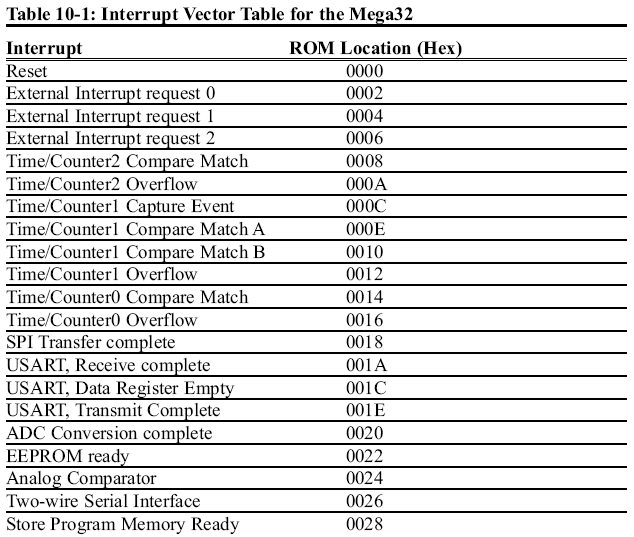 Table 10-1: Interrupt Vector Table for the Mega32
Interrupt ROM Location (Hex)
Reset 0000
External Interrupt request 0 0002
External Interrupt request 1 0004
External Interrupt request 2 0006
Time/Counter2 Compare Match 0008
Time/Counter2 Overflow 000A
Time/Counter1 Capture Event 000C
Time/Counter1 Compare Match A 000E
Time/Counter1 Compare Match B 0010
Time/Counter1 Overflow 0012
Time/Counter0 Compare Match 0014
Time/Counter0 Overflow 0016
SPI Transfer complete 0018
USART, Receive complete 001A
USART, Data Register Empty 001C
USART, Transmit Complete 001E
ADC Conversion complete 0020
EEPROM ready 0022
Analog Comparator 0024
Two-wire Serial Interface 0026
Store Program Memory Ready 0028